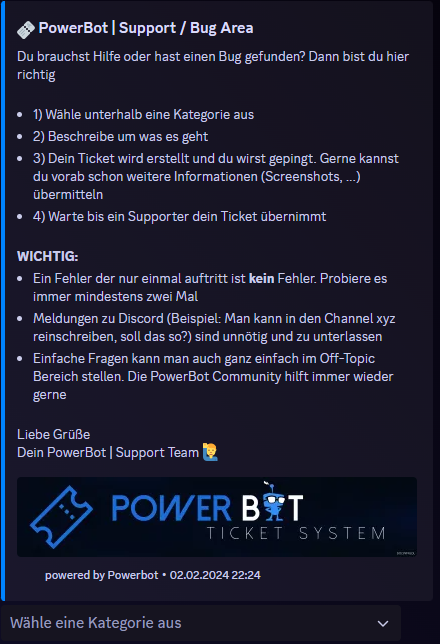 PowerBot | Support / Bug Area
Du brauchst Hilfe oder hast einen Bug gefunden? Dann bist du hier
richtig
• 1) Wähle unterhalb eine Kategorie aus
• 2) Beschreibe um was es geht
• 3) Dein Ticket wird erstellt und du wirst gepingt. Gerne kannst
du vorab schon weitere Informationen (Screenshots, ...)
übermitteln
• 4) Warte bis ein Supporter dein Ticket übernimmt
WICHTIG:
• Ein Fehler der nur einmal auftritt ist kein Fehler. Probiere es
immer mindestens zwei Mal
• Meldungen zu Discord (Beispiel: Man kann in den Channel xyz
reinschreiben, soll das so?) sind unnötig und zu unterlassen
• Einfache Fragen kann man auch ganz einfach im Off-Topic
Bereich stellen. Die PowerBot Community hilft immer wieder
gerne
Liebe Grüße
Dein PowerBot | Support Team
POWER BOT
TICKET SYSTEM
powered by Powerbot • 02.02.2024 22:24
Wähle eine Kategorie aus